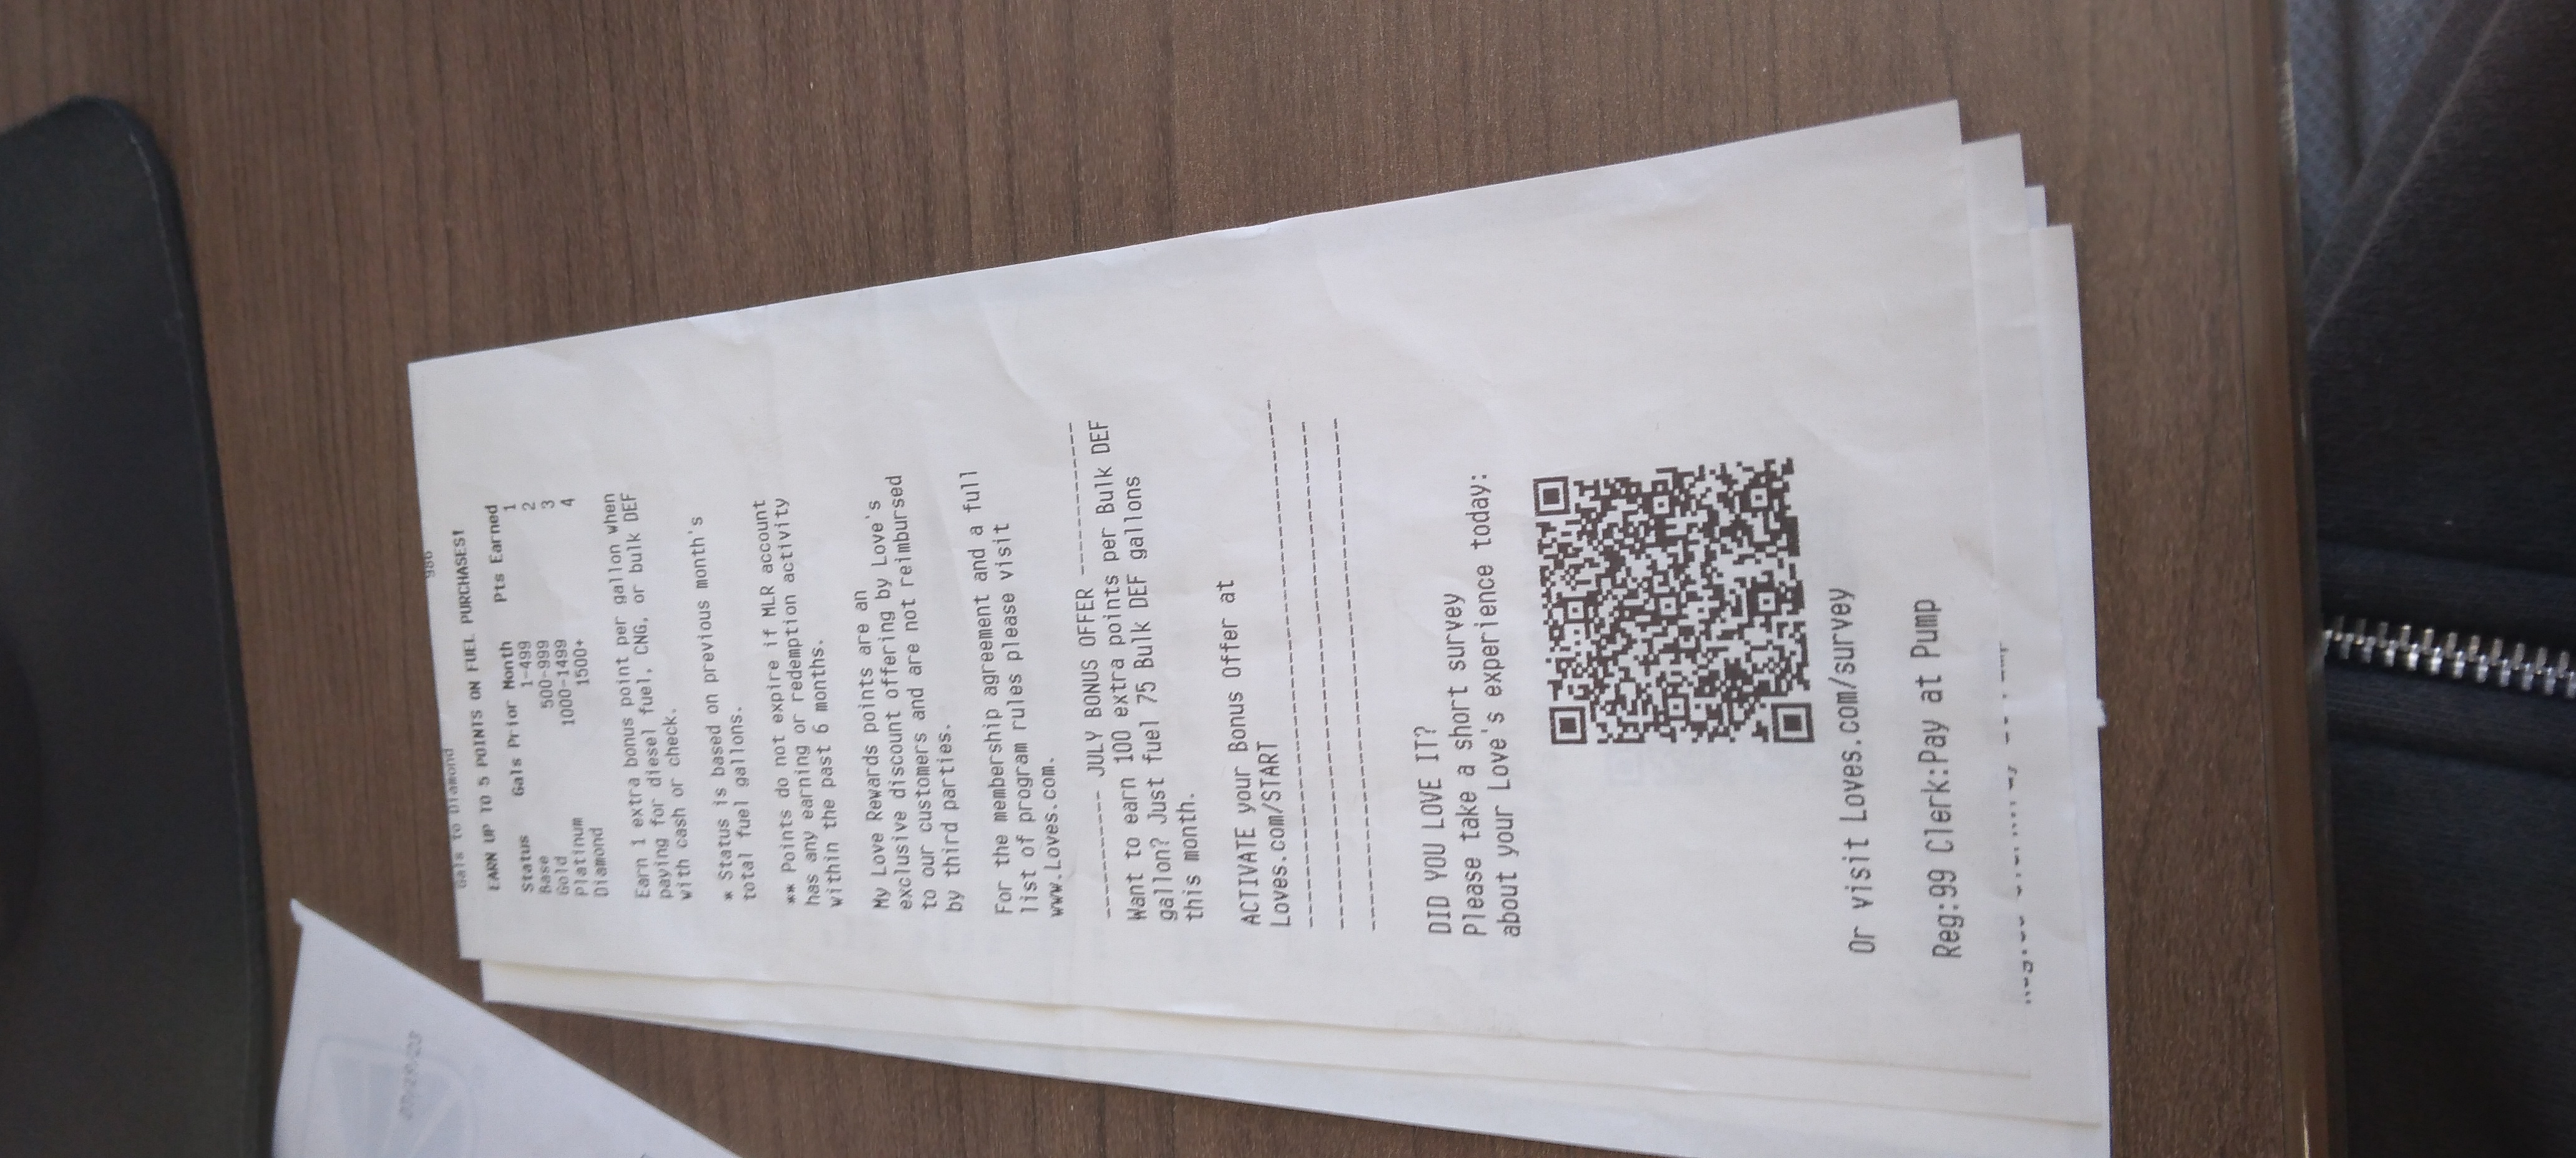 07/29/23
Gals to Diamond 986
EARN UP TO 5 POINTS ON FUEL PURCHASES!
Status Gals Prior Month Pts Earned
Base 1-499 1
Gold 500-999 2
Platinum 1000-1499 3
Diamond 1500+ 4
Earn 1 extra bonus point per gallon when
paying for diesel fuel, CNG, or bulk DEF
with cash or check.
* Status is based on previous month's
total fuel gallons.
** Points do not expire if MLR account
has any earning or redemption activity
within the past 6 months.
My Love Rewards points are an
exclusive discount offering by Love's
to our customers and are not reimbursed
by third parties.
For the membership agreement and a full
list of program rules please visit
www.Loves.com.
----------- JULY BONUS OFFER ------------
Want to earn 100 extra points per Bulk DEF
gallon? Just fuel 75 Bulk DEF gallons
this month.
ACTIVATE your Bonus Offer at
Loves.com/START
DID YOU LOVE IT?
Please take a short survey
about your Love's experience today:
Or visit Loves.com/survey
Reg:99 Clerk:Pay at Pump